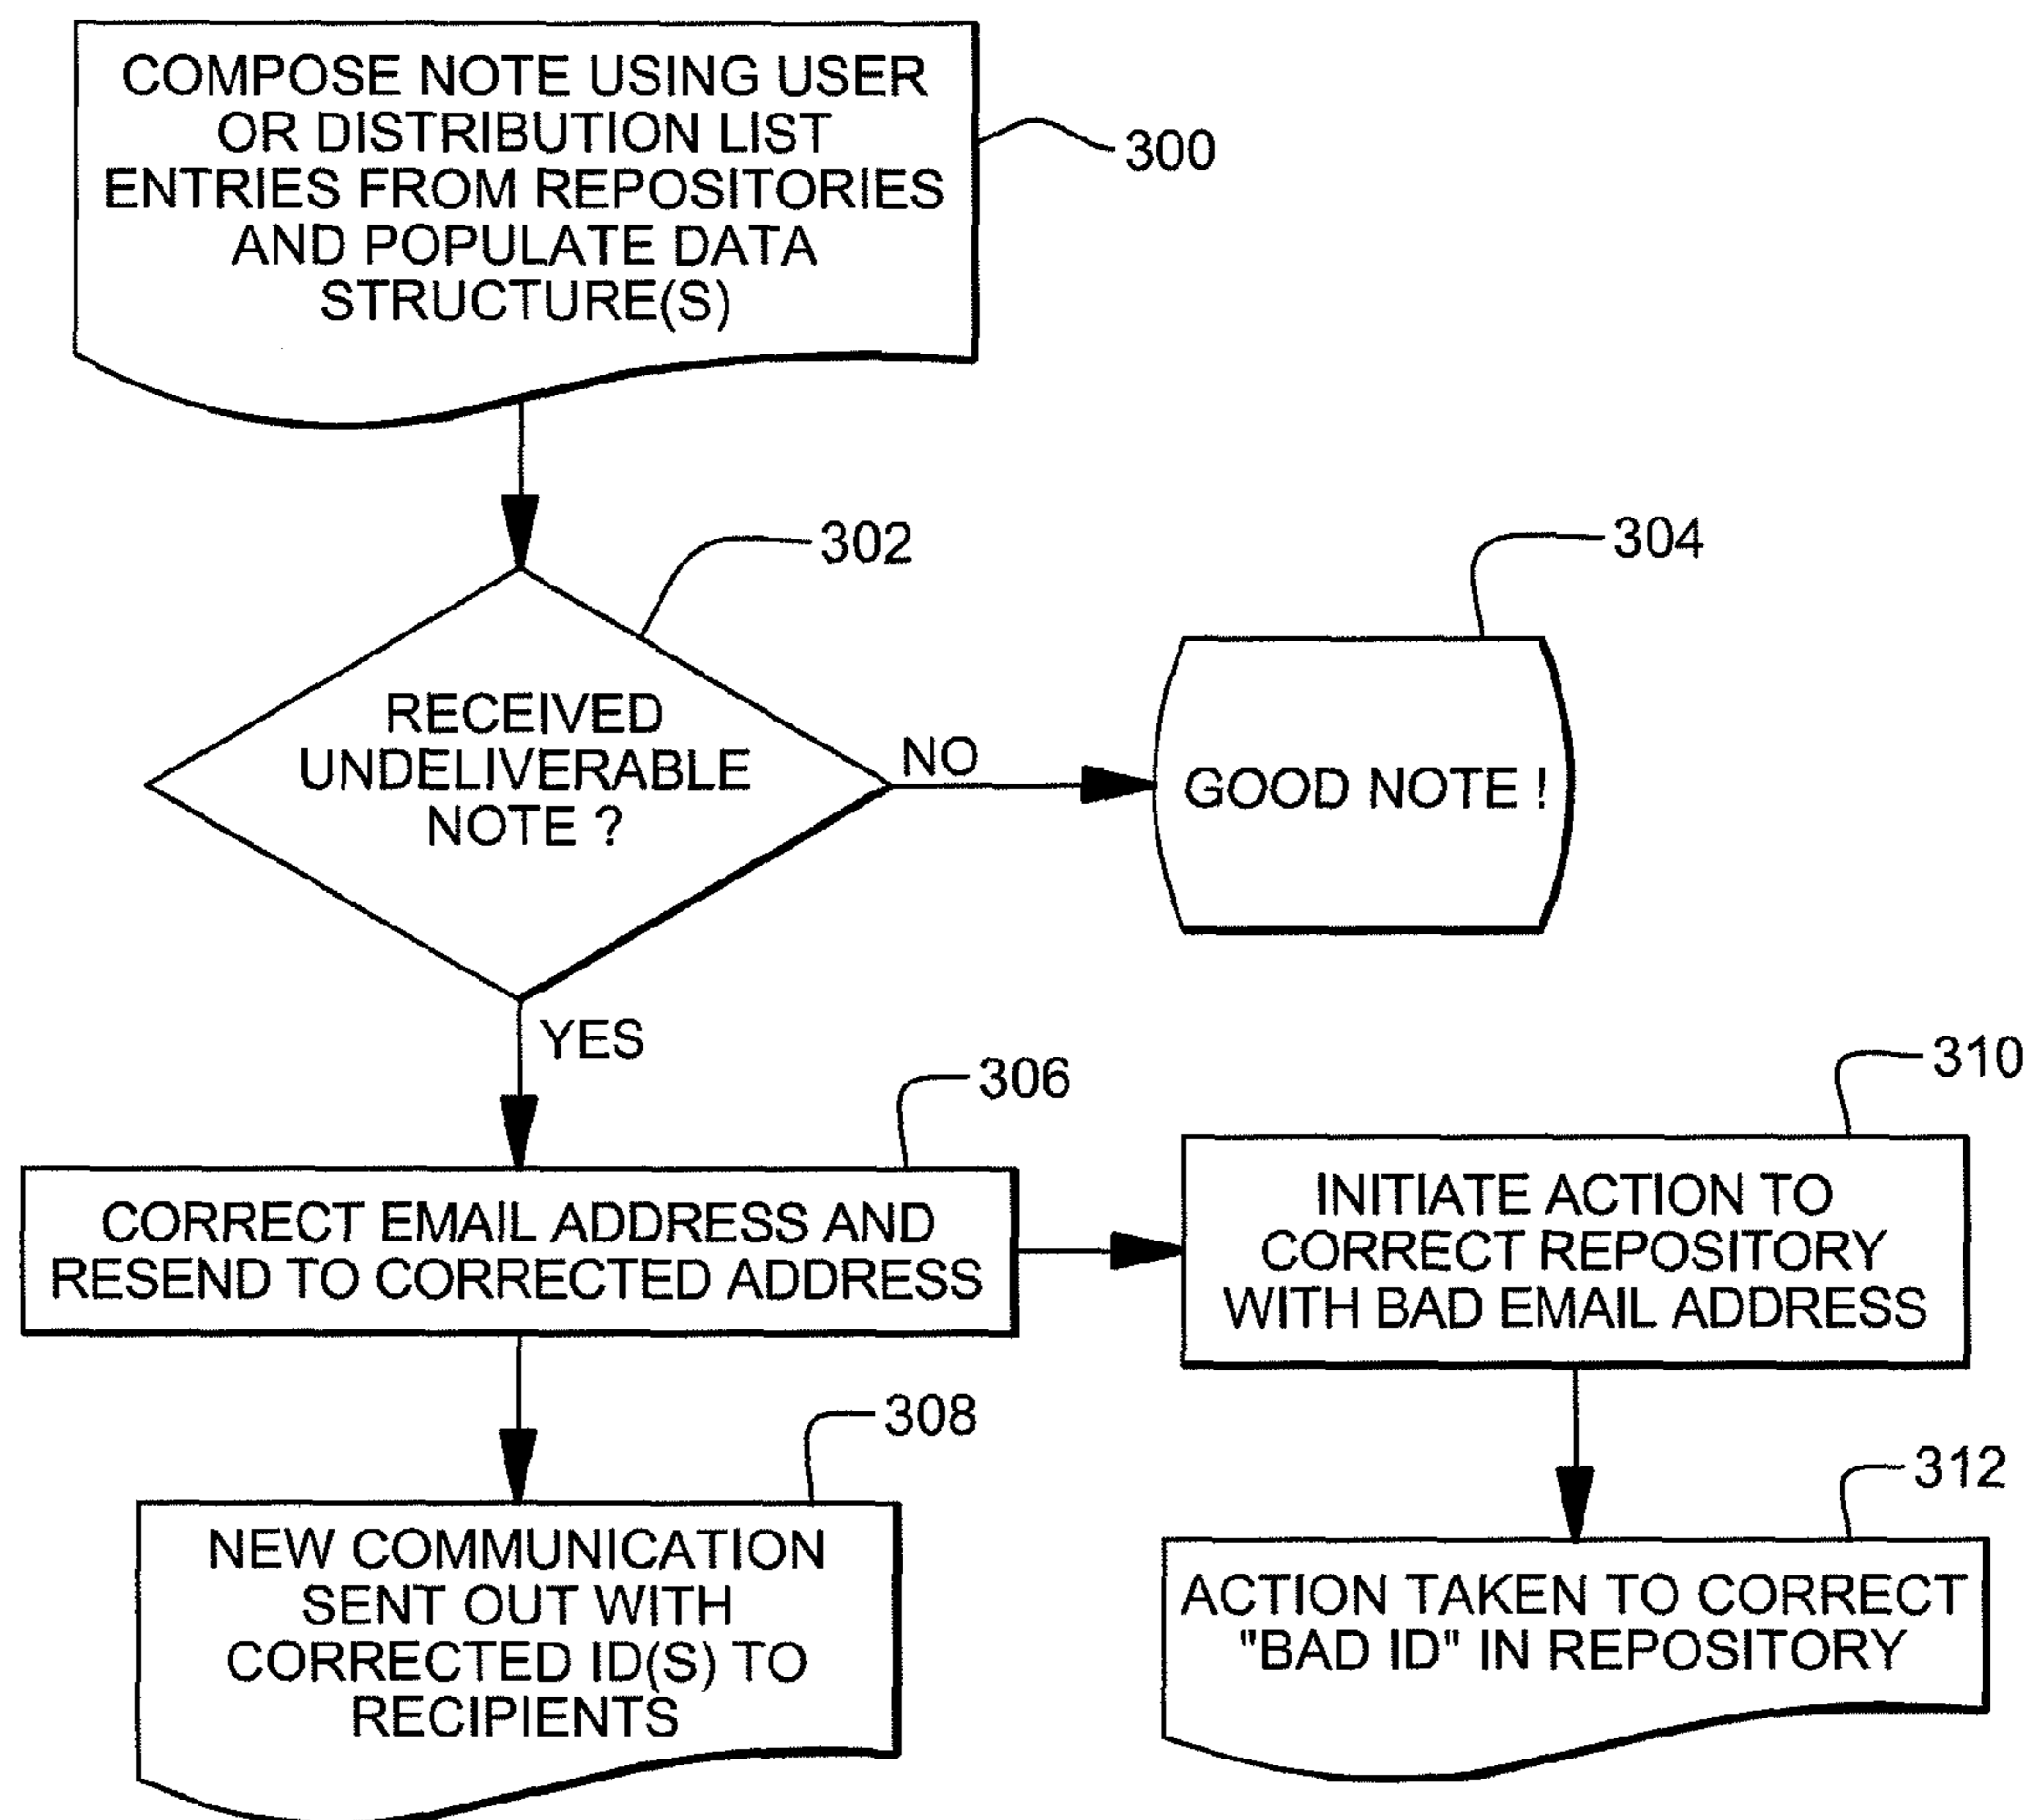 COMPOSE NOTE USING USER
OR DISTRIBUTION LIST
ENTRIES FROM REPOSITORIES
AND POPULATE DATA
STRUCTURE(S)
300
302
304
RECEIVED
UNDELIVERABLE
NOTE ?
NO
GOOD NOTE !
YES
306
310
CORRECT EMAIL ADDRESS AND
RESEND TO CORRECTED ADDRESS
INITIATE ACTION TO
CORRECT REPOSITORY
WITH BAD EMAIL ADDRESS
308
312
NEW COMMUNICATION
SENT OUT WITH
CORRECTED ID(S) TO
RECIPIENTS
ACTION TAKEN TO CORRECT
"BAD ID" IN REPOSITORY